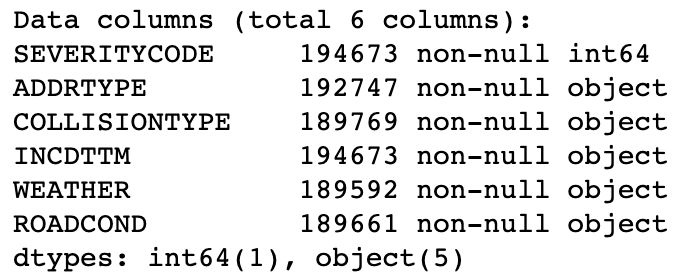 Data columns (total 6 columns):
SEVERITYCODE     194673 non-null int64
ADDRTYPE         192747 non-null object
COLLISIONTYPE    189769 non-null object
INCDTTM          194673 non-null object
WEATHER          189592 non-null object
ROADCOND         189661 non-null object
dtypes: int64(1), object(5)